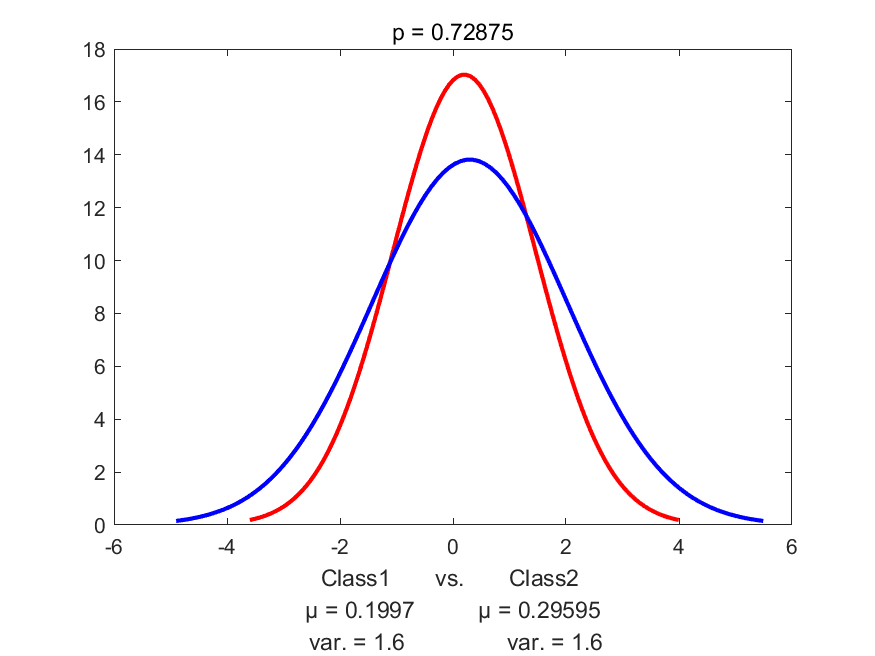 p = 0.72875
18
16
14
12
10
8
6
4
2
0
-6 -4 -2 0 2 4 6
Class1 vs. Class2
μ = 0.1997 μ = 0.29595
var. = 1.6 var. = 1.6